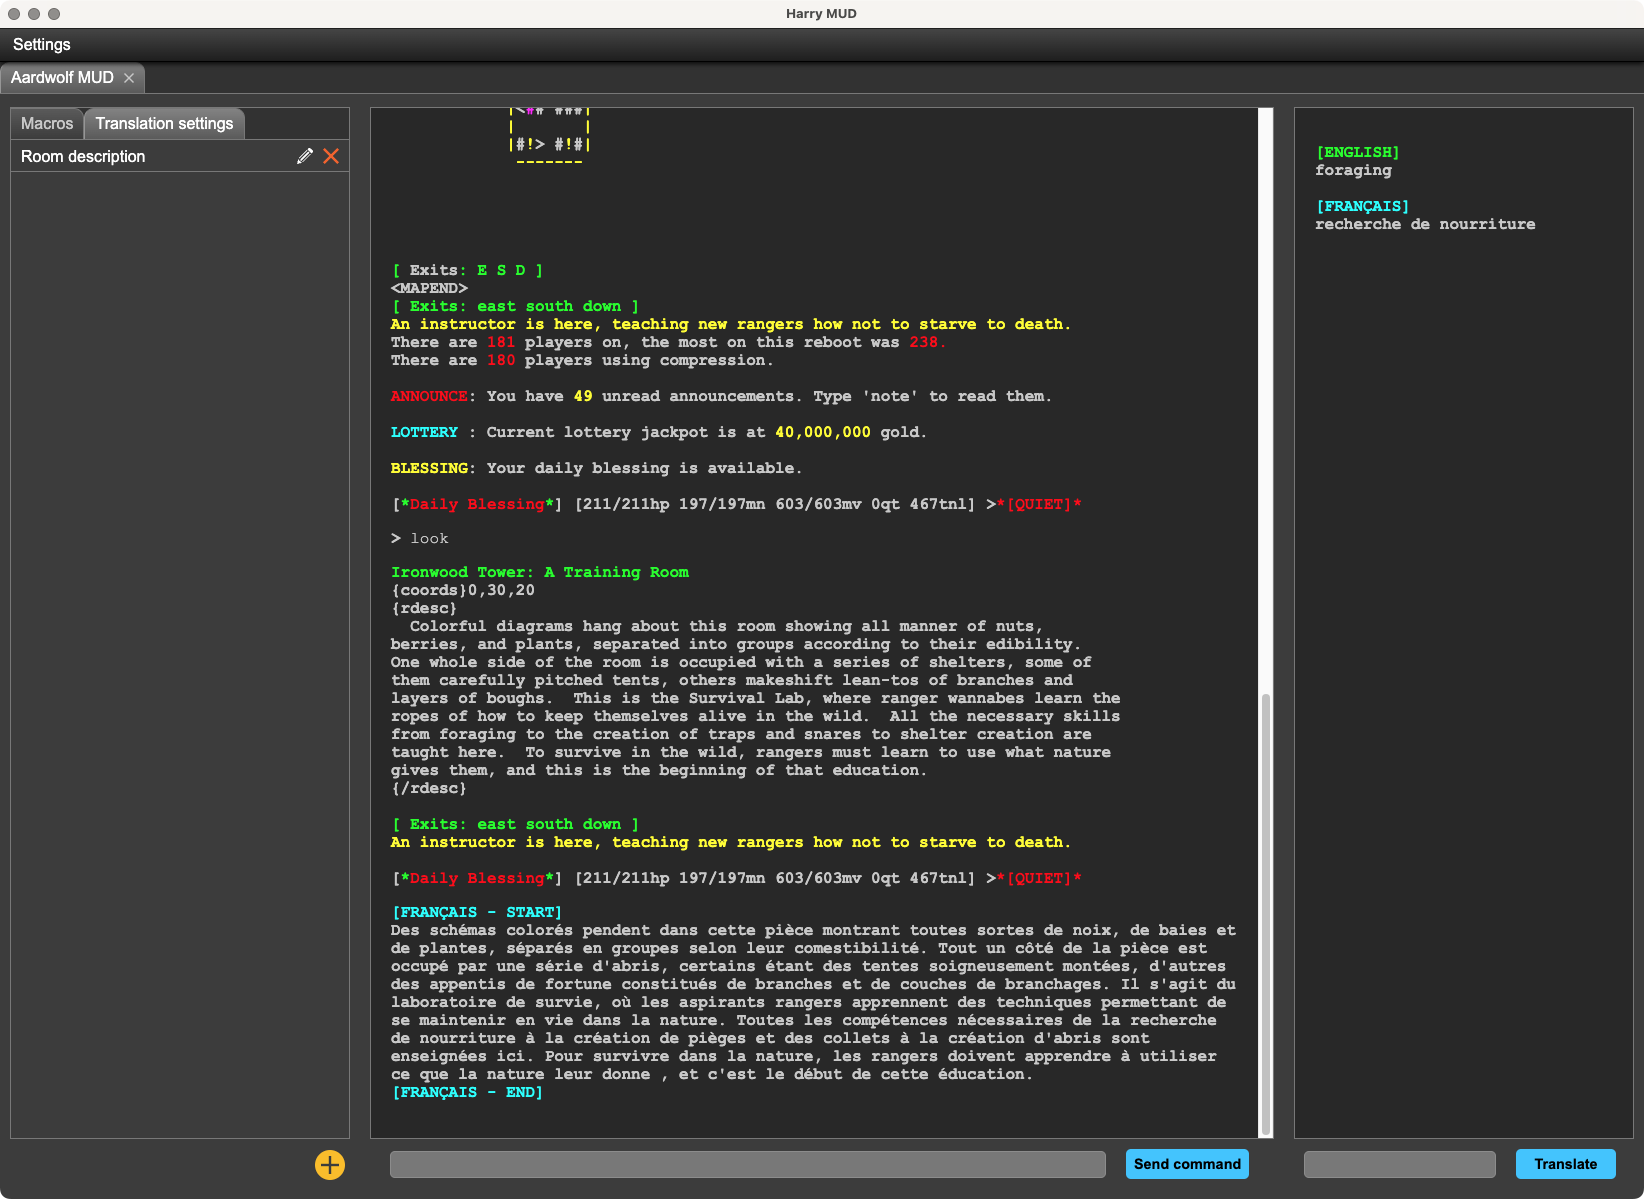 Harry MUD
Settings
Aardwolf MUD
Macros
Translation settings
Room description
|<## ###|
|       |
|#!> #!#|
-------
[ Exits: E S D ]
<MAPEND>
[ Exits: east south down ]
An instructor is here, teaching new rangers how not to starve to death.
There are 181 players on, the most on this reboot was 238.
There are 180 players using compression.
ANNOUNCE: You have 49 unread announcements. Type 'note' to read them.
LOTTERY : Current lottery jackpot is at 40,000,000 gold.
BLESSING: Your daily blessing is available.
[*Daily Blessing*] [211/211hp 197/197mn 603/603mv 0qt 467tnl] >*[QUIET]*
> look
Ironwood Tower: A Training Room
{coords}0,30,20
{rdesc}
Colorful diagrams hang about this room showing all manner of nuts,
berries, and plants, separated into groups according to their edibility.
One whole side of the room is occupied with a series of shelters, some of
them carefully pitched tents, others makeshift lean-tos of branches and
layers of boughs.  This is the Survival Lab, where ranger wannabes learn the
ropes of how to keep themselves alive in the wild.  All the necessary skills
from foraging to the creation of traps and snares to shelter creation are
taught here.  To survive in the wild, rangers must learn to use what nature
gives them, and this is the beginning of that education.
{/rdesc}
[ Exits: east south down ]
An instructor is here, teaching new rangers how not to starve to death.
[*Daily Blessing*] [211/211hp 197/197mn 603/603mv 0qt 467tnl] >*[QUIET]*
[FRANÇAIS - START]
Des schémas colorés pendent dans cette pièce montrant toutes sortes de noix, de baies et
de plantes, séparés en groupes selon leur comestibilité. Tout un côté de la pièce est
occupé par une série d'abris, certains étant des tentes soigneusement montées, d'autres
des appentis de fortune constitués de branches et de couches de branchages. Il s'agit du
laboratoire de survie, où les aspirants rangers apprennent des techniques permettant de
se maintenir en vie dans la nature. Toutes les compétences nécessaires de la recherche
de nourriture à la création de pièges et des collets à la création d'abris sont
enseignées ici. Pour survivre dans la nature, les rangers doivent apprendre à utiliser
ce que la nature leur donne , et c'est le début de cette éducation.
[FRANÇAIS - END]
Send command
[ENGLISH]
foraging
[FRANÇAIS]
recherche de nourriture
Translate